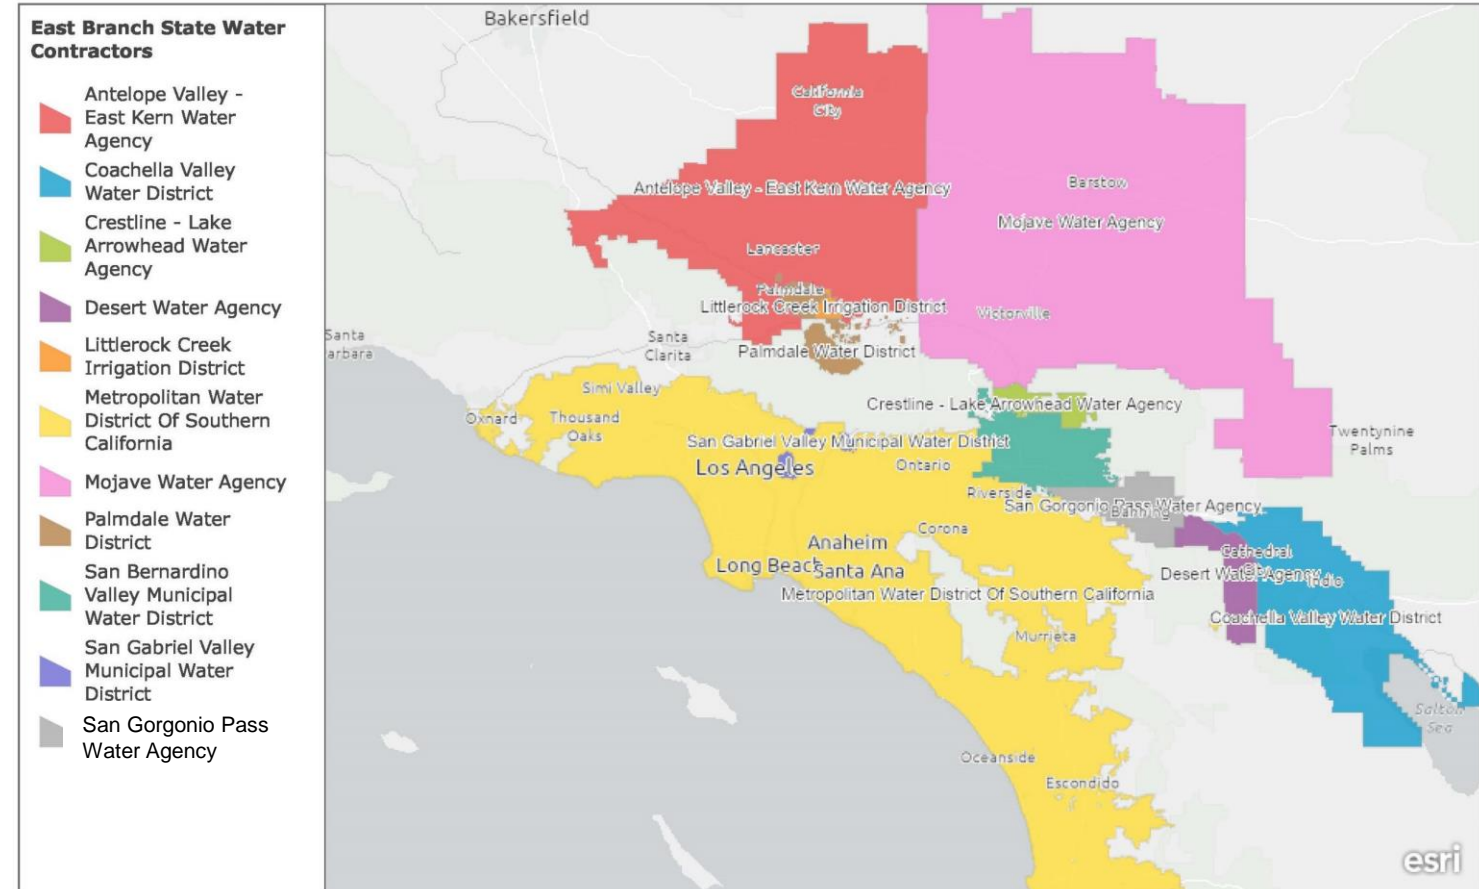 East Branch State Water
Contractors
Antelope Valley -
East Kern Water
Agency
Coachella Valley
Water District
Crestline - Lake
Arrowhead Water
Agency
Desert Water Agency
Littlerock Creek
Irrigation District
Metropolitan Water
District Of Southern
California
Mojave Water Agency
Palmdale Water
District
San Bernardino
Valley Municipal
Water District
San Gabriel Valley
Municipal Water
District
San Gorgonio Pass
Water Agency
Bakersfield
California
City
Antelope Valley - East Kern Water Agency
Barstow
Mojave Water Agency
Lancaster
Palmdale
Littlerock Creek Irrigation District
Victorville
Santa
arbara
Santa
Clarita
Palmdale Water District
Simi Valley
Crestline - Lake Arrowhead Water Agency
Oxnard
Thousand
Oaks
Twentynine
Palms
San Gabriel Valley Municipal Water District
Los Angeles
Ontario
Riverside
San Gorgonio Pass Water Agency
Banning
Corona
Anaheim
Cathedral
Long Beach
Santa Ana
Desert Water Agency
Indio
Metropolitan Water District Of Southern California
Coachella Valley Water District
Murrieta
Salton
Sea
Oceanside
Escondido
esri